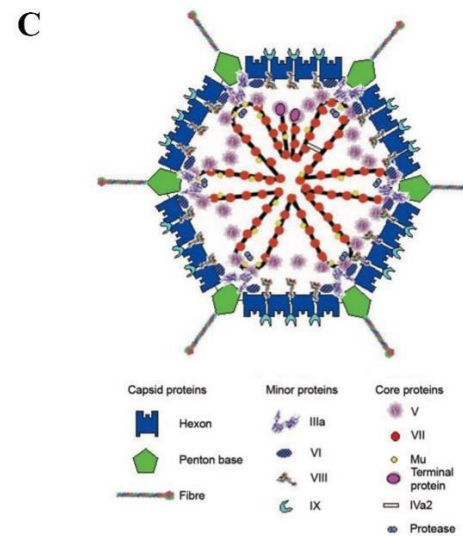 C
Capsid proteins
Minor proteins
Core proteins
Hexon
Penton base
Fibre
IIIa
VI
VIII
IX
V
VII
Mu
Terminal
protein
IVa2
Protease